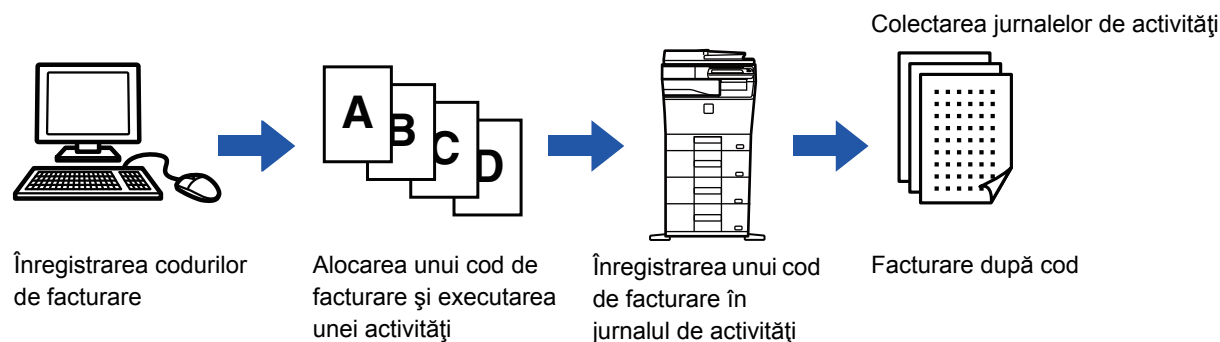 Colectarea jurnalelor de activităţi
A
B
C
D
Înregistrarea codurilor
de facturare
Alocarea unui cod de
facturare şi executarea
unei activităţi
Înregistrarea unui cod
de facturare în
jurnalul de activităţi
Facturare după cod